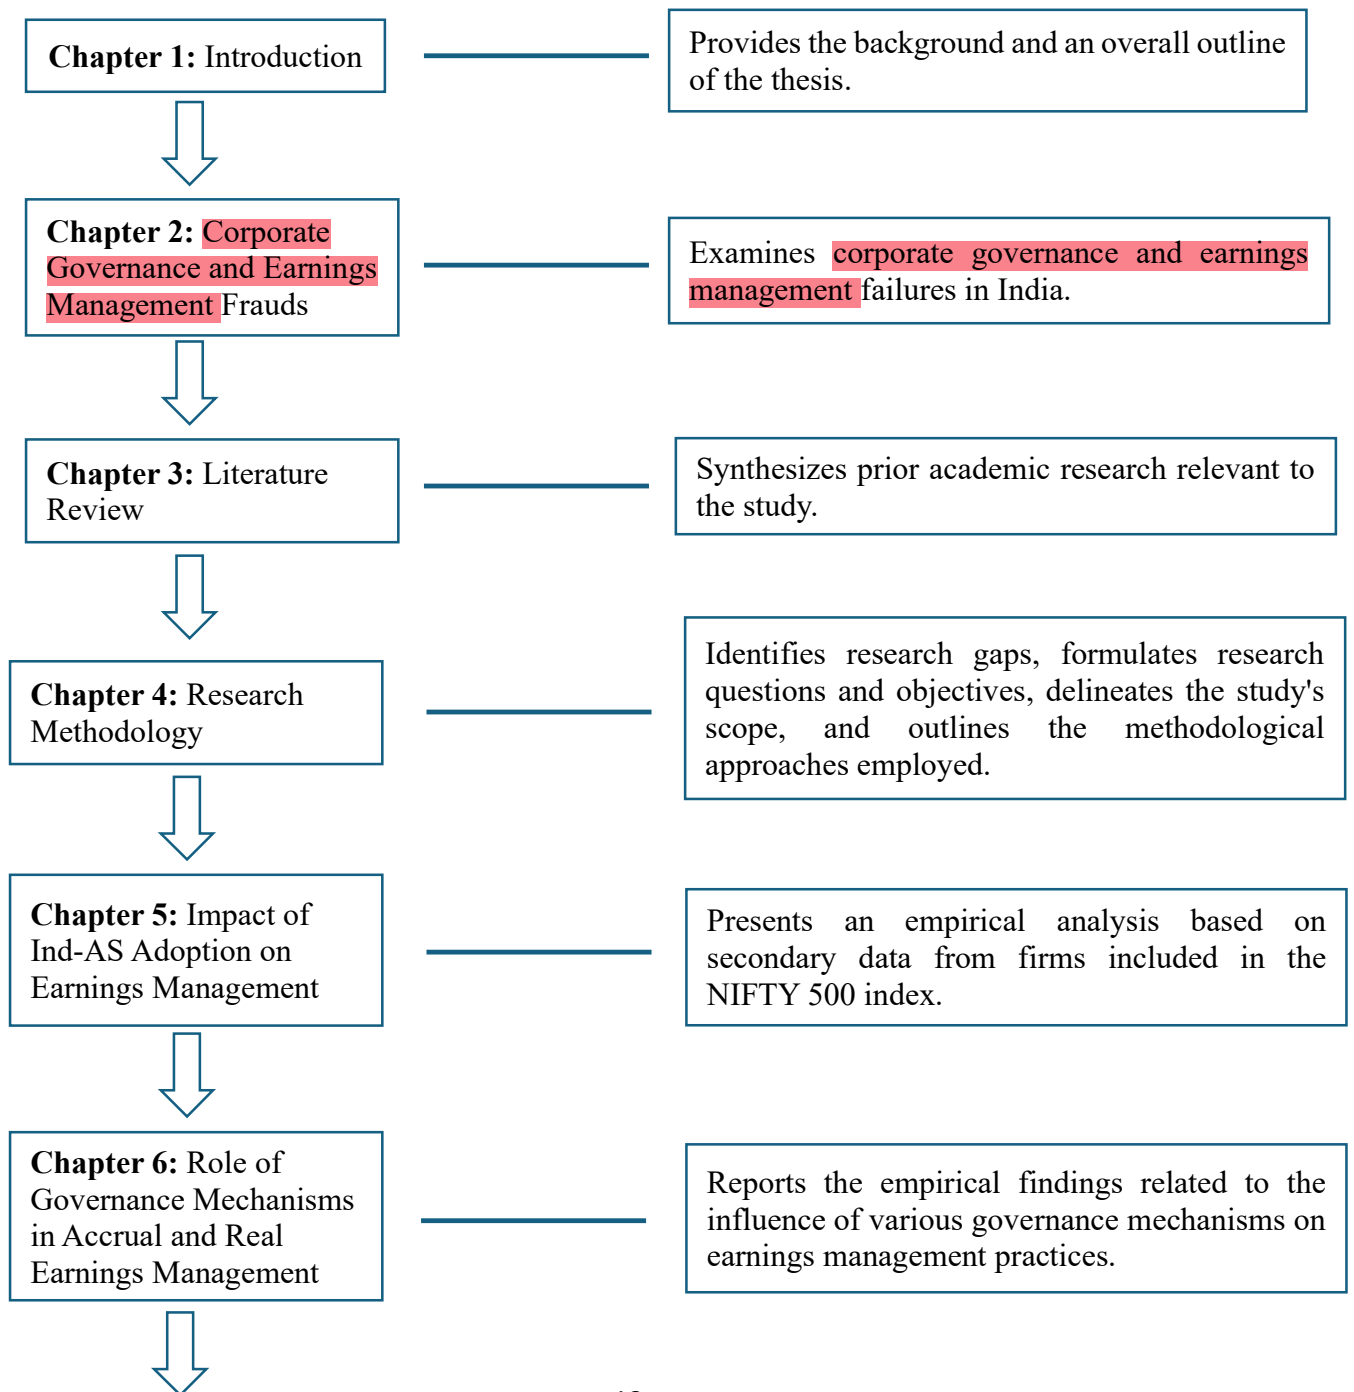 Chapter 1: Introduction
Provides the background and an overall outline
of the thesis.
Chapter 2: Corporate
Governance and Earnings
Management Frauds
Examines corporate governance and earnings
management failures in India.
Chapter 3: Literature
Review
Synthesizes prior academic research relevant to
the study.
Chapter 4: Research
Methodology
Identifies research gaps, formulates research
questions and objectives, delineates the study's
scope, and outlines the methodological
approaches employed.
Chapter 5: Impact of
Ind-AS Adoption on
Earnings Management
Presents an empirical analysis based on
secondary data from firms included in the
NIFTY 500 index.
Chapter 6: Role of
Governance Mechanisms
in Accrual and Real
Earnings Management
Reports the empirical findings related to the
influence of various governance mechanisms on
earnings management practices.